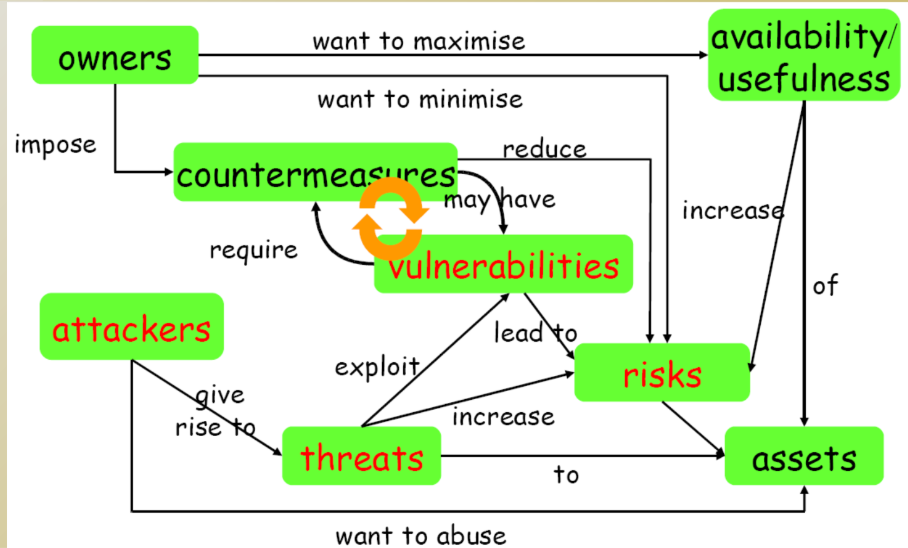 want to maximise
availability/
usefulness
owners
want to minimise
impose
reduce
countermeasures
may have
increase
require
vulnerabilities
of
attackers
lead to
exploit
risks
give
rise to
increase
threats
to
assets
want to abuse